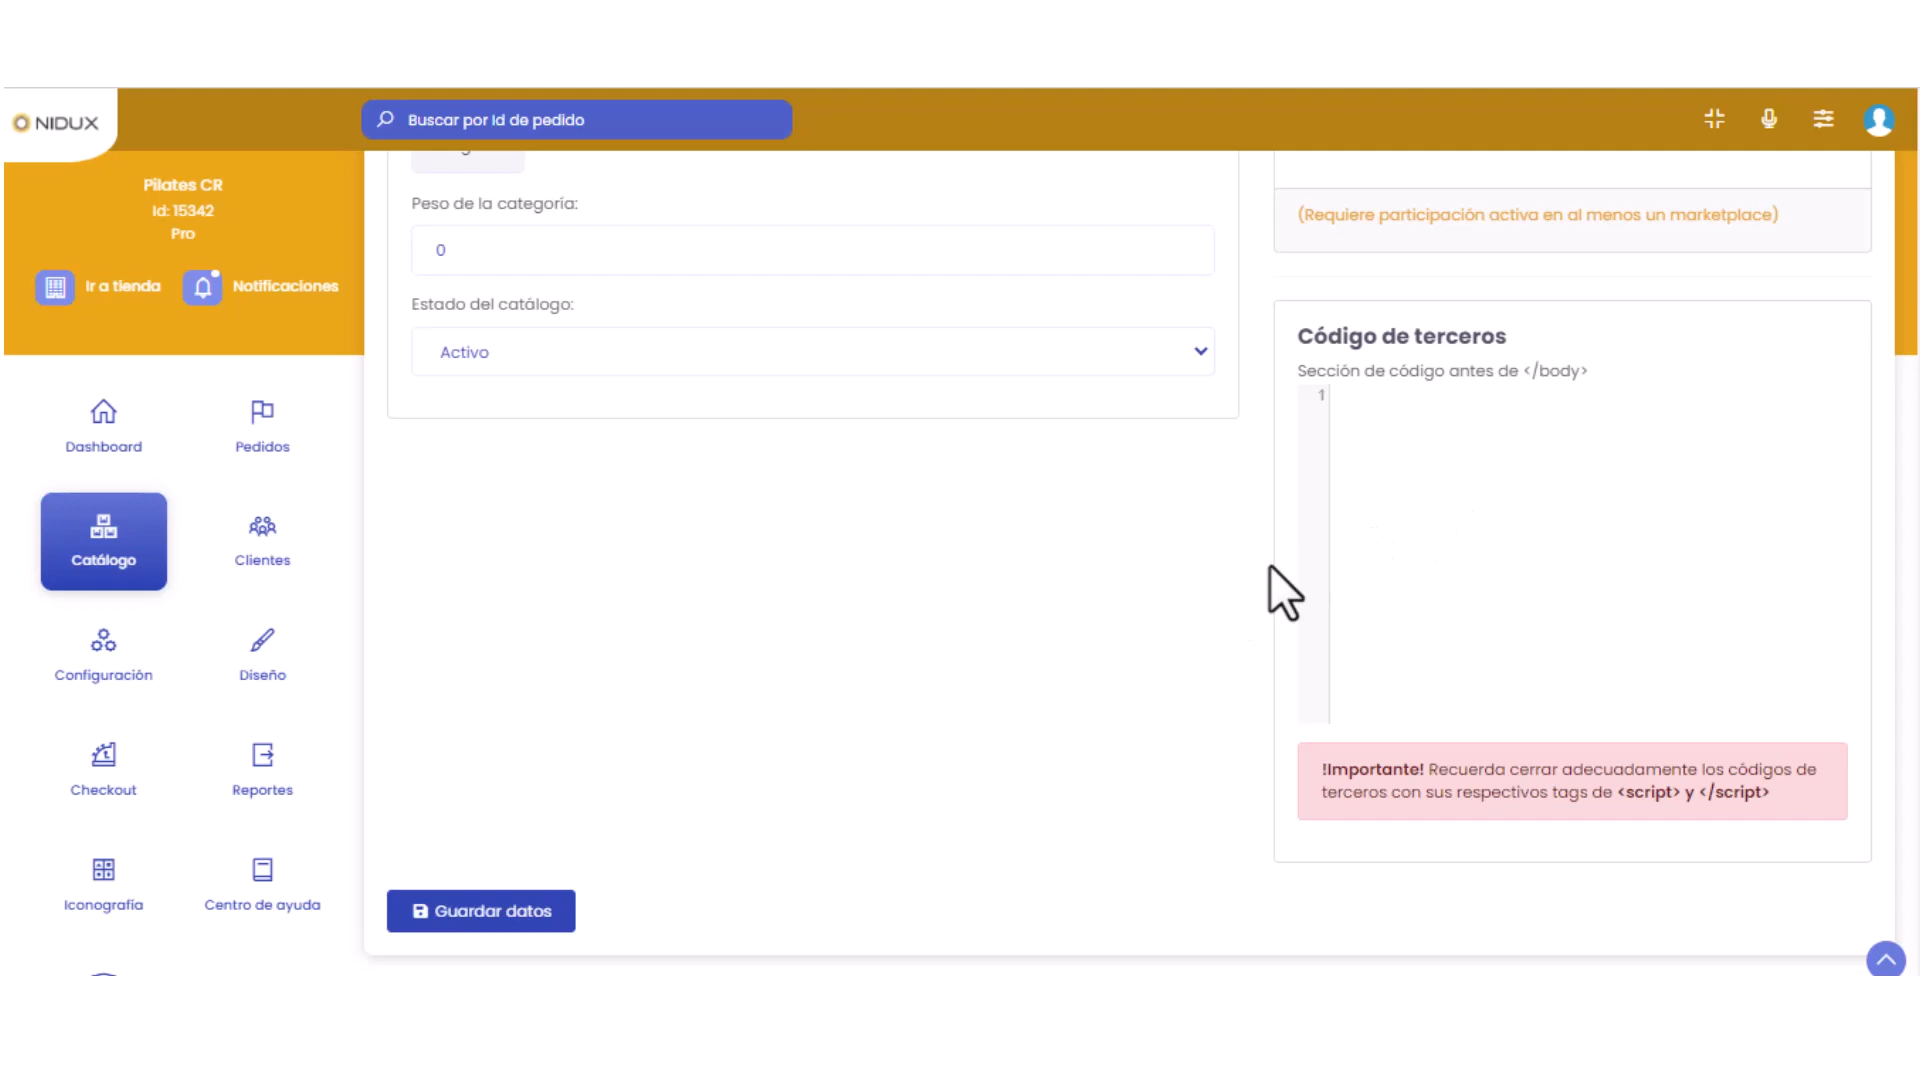 NIDUX
Buscar por id de pedido
Pilates CR
Id: 15342
Pro
Ir a tienda
Notificaciones
Dashboard
Pedidos
Catálogo
Clientes
Configuración
Diseño
Checkout
Reportes
Iconografía
Centro de ayuda
Peso de la categoría:
0
Estado del catálogo:
Activo
Guardar datos
(Requiere participación activa en al menos un marketplace)
Código de terceros
Sección de código antes de </body>
1
!Importante! Recuerda cerrar adecuadamente los códigos de
terceros con sus respectivos tags de <script> y </script>